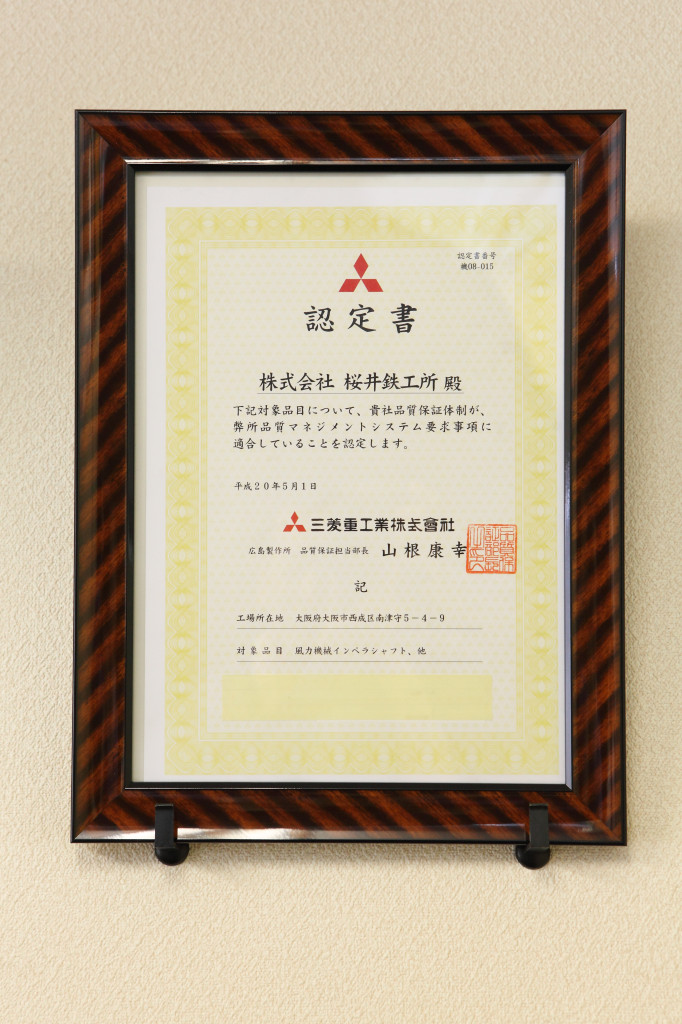 認定書番号
機08-015
認定書
株式会社 桜井鉄工所 殿
下記対象品目について、貴社品質保証体制が、
弊所品質マネジメントシステム要求事項に
適合していることを認定します。
平成20年5月1日
三菱重工業株式會社
広島製作所 品質保証担当部長 山根康幸
記
工場所在地 大阪府大阪市西成区南津守5-4-9
対象品目 風力機械インペラシャフト、他